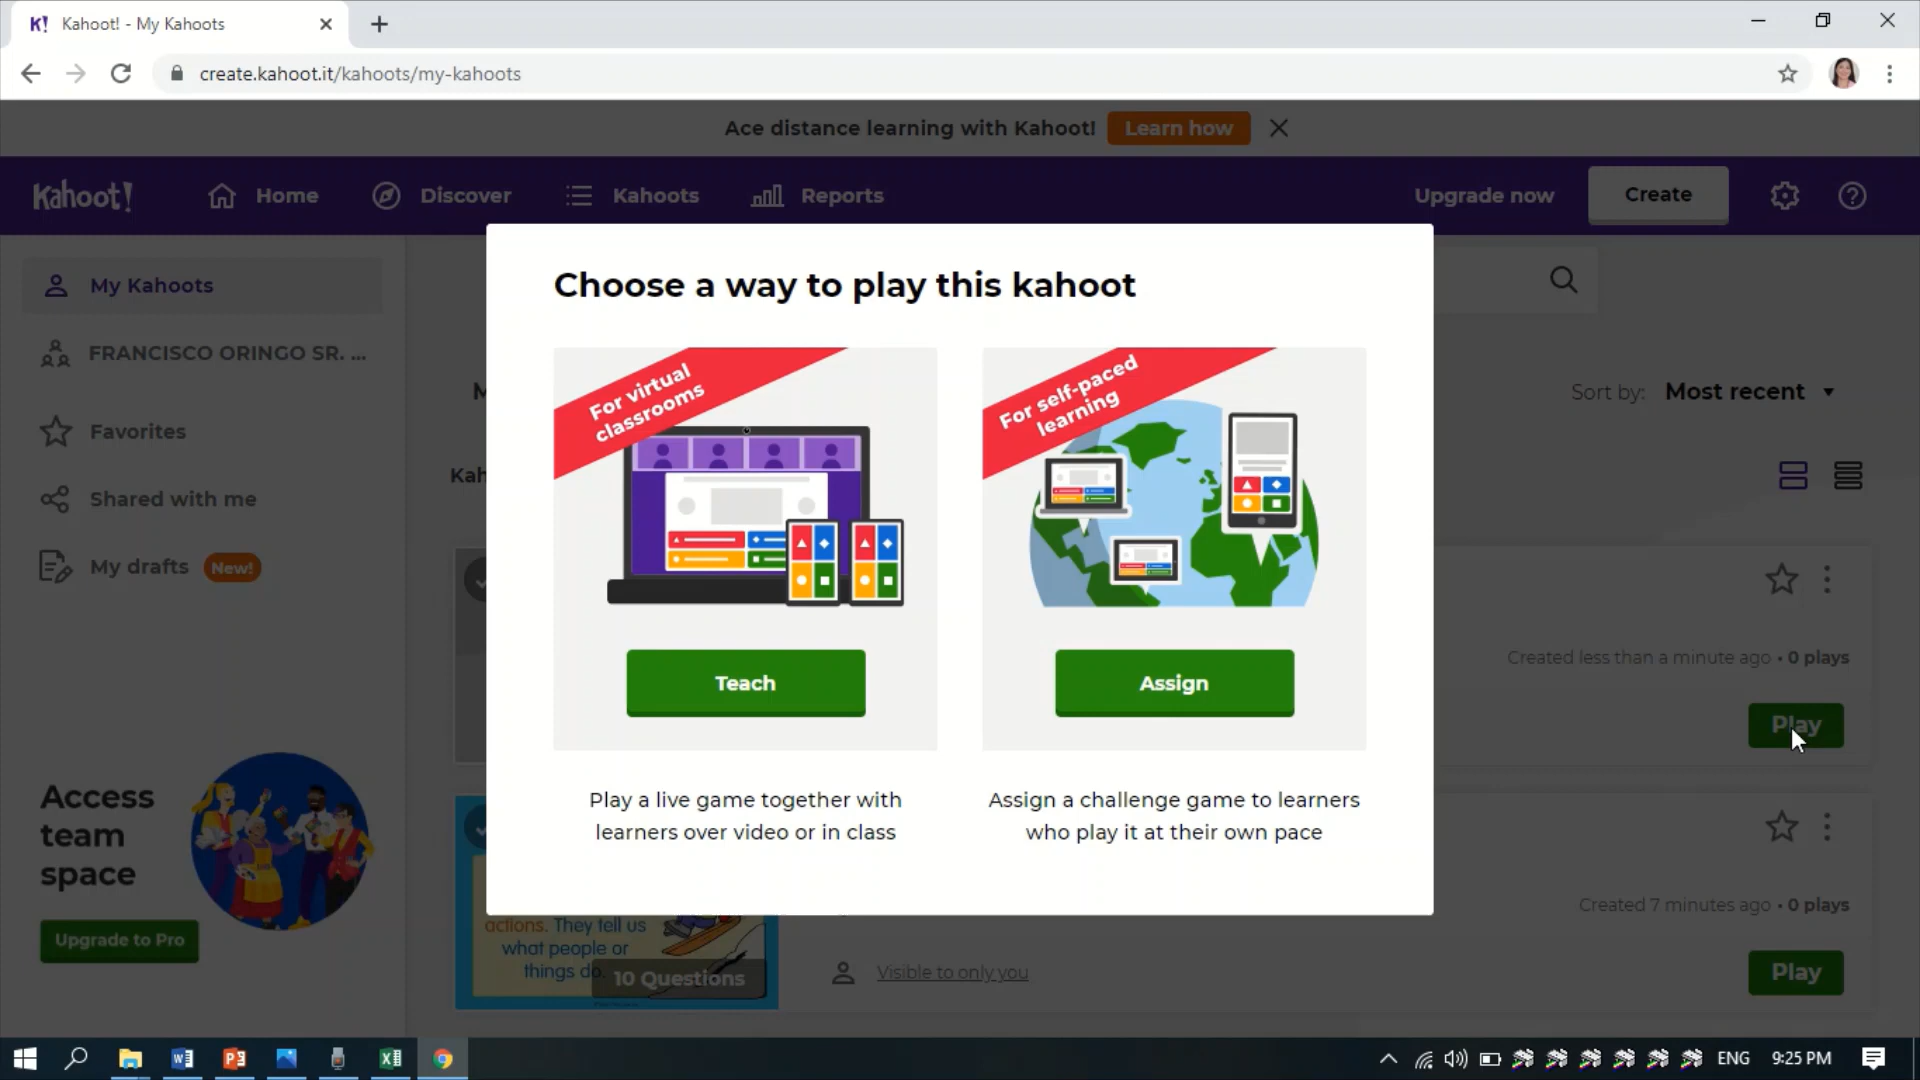 K! Kahoot! - My Kahoots
create.kahoot.it/kahoots/my-kahoots
Ace distance learning with Kahoot! Learn how
Kahoot! Home Discover Kahoots Reports Upgrade now Create
My Kahoots
FRANCISCO ORINGO SR. ...
Favorites
Shared with me
My drafts New!
Access
team
space
Upgrade to Pro
Choose a way to play this kahoot
For virtual
classrooms
Teach
Play a live game together with
learners over video or in class
For self-paced
learning
Assign
Assign a challenge game to learners
who play it at their own pace
Sort by: Most recent
Kah
Created less than a minute ago • 0 plays
Play
Created 7 minutes ago • 0 plays
actions. They tell us
what people or
things do.
10 Questions
Visible to only you
Play
ENG 9:25 PM